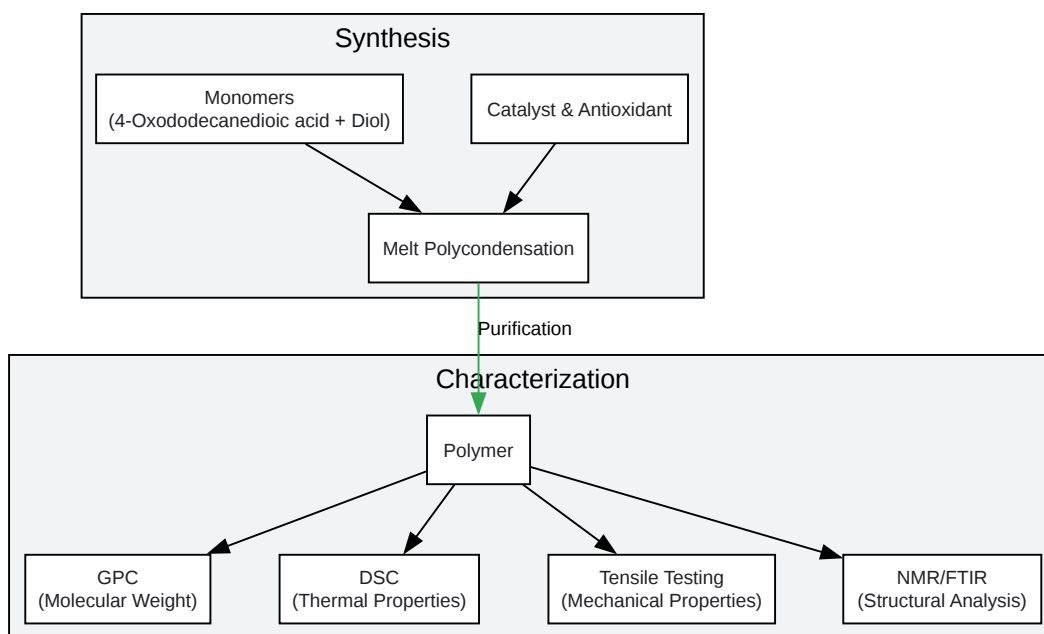 Synthesis
Monomers
(4-Oxododecanedioic acid + Diol)
Catalyst & Antioxidant
Melt Polycondensation
Purification
Characterization
Polymer
GPC
(Molecular Weight)
DSC
(Thermal Properties)
Tensile Testing
(Mechanical Properties)
NMR/FTIR
(Structural Analysis)